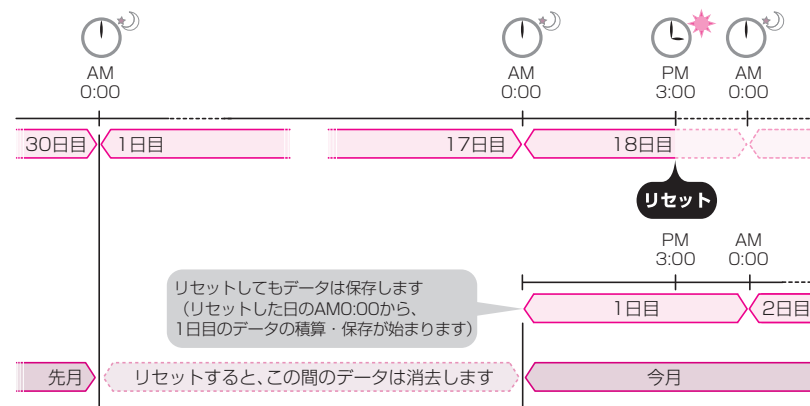 AM
0:00
AM
0:00
PM
3:00
AM
0:00
30日目
1日目
17日目
18日目
リセット
PM
3:00
AM
0:00
リセットしてもデータは保存します
（リセットした日のAM0:00から、
1日目のデータの積算・保存が始まります）
1日目
2日目
先月
リセットすると、この間のデータは消去します
今月